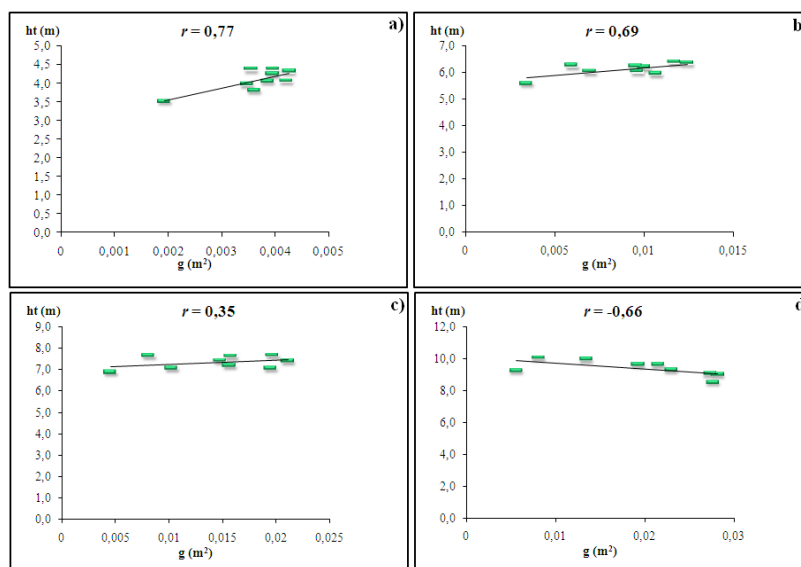 a)
r = 0,77
ht (m)
5,0
4,5
4,0
3,5
3,0
2,5
2,0
1,5
1,0
0,5
0,0
0 0,001 0,002 0,003 0,004 0,005
g (m²)
b
r = 0,69
ht (m)
7,0
6,0
5,0
4,0
3,0
2,0
1,0
0,0
0 0,005 0,01 0,015
g (m²)
c)
r = 0,35
ht (m)
9,0
8,0
7,0
6,0
5,0
4,0
3,0
2,0
1,0
0,0
0 0,005 0,01 0,015 0,02 0,025
g (m²)
d
r = -0,66
ht (m)
12,0
10,0
8,0
6,0
4,0
2,0
0,0
0 0,01 0,02 0,03
g (m²)